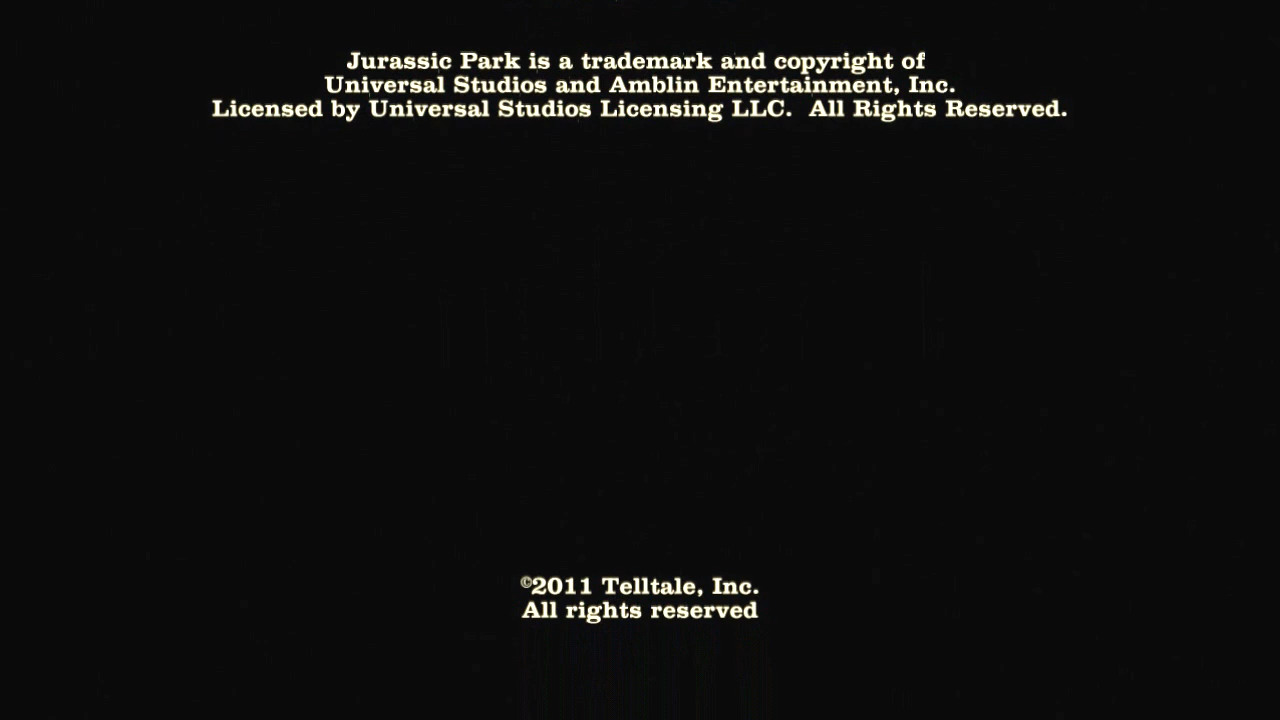 Jurassic Park is a trademark and copyright of
Universal Studios and Amblin Entertainment, Inc.
Licensed by Universal Studios Licensing LLC.  All Rights Reserved.
©2011 Telltale, Inc.
All rights reserved